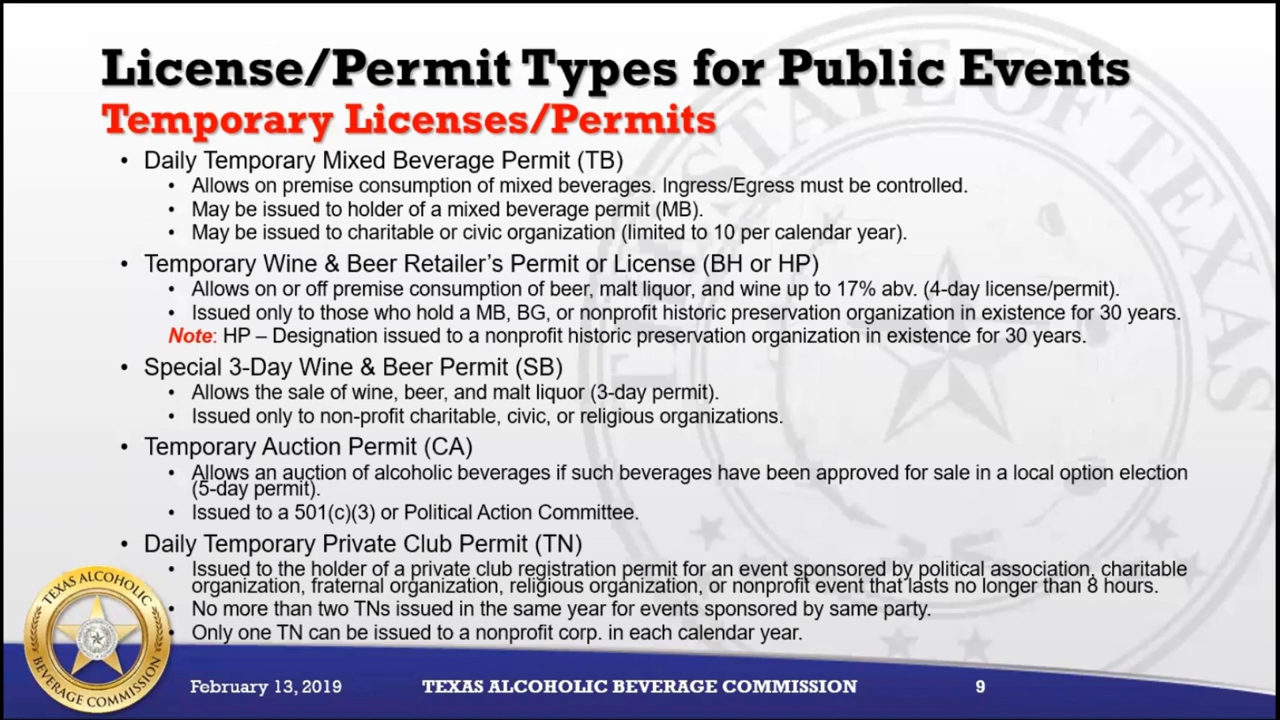 License/Permit Types for Public Events
Temporary Licenses/Permits
• Daily Temporary Mixed Beverage Permit (TB)
• Allows on premise consumption of mixed beverages. Ingress/Egress must be controlled.
• May be issued to holder of a mixed beverage permit (MB).
• May be issued to charitable or civic organization (limited to 10 per calendar year).
• Temporary Wine & Beer Retailer's Permit or License (BH or HP)
• Allows on or off premise consumption of beer, malt liquor, and wine up to 17% abv. (4-day license/permit).
• Issued only to those who hold a MB, BG, or nonprofit historic preservation organization in existence for 30 years.
Note: HP – Designation issued to a nonprofit historic preservation organization in existence for 30 years.
• Special 3-Day Wine & Beer Permit (SB)
• Allows the sale of wine, beer, and malt liquor (3-day permit).
• Issued only to non-profit charitable, civic, or religious organizations.
• Temporary Auction Permit (CA)
• Allows an auction of alcoholic beverages if such beverages have been approved for sale in a local option election
(5-day permit).
• Issued to a 501(c)(3) or Political Action Committee.
• Daily Temporary Private Club Permit (TN)
• Issued to the holder of a private club registration permit for an event sponsored by political association, charitable
organization, fraternal organization, religious organization, or nonprofit event that lasts no longer than 8 hours.
• No more than two TNs issued in the same year for events sponsored by same party.
• Only one TN can be issued to a nonprofit corp. in each calendar year.
TEXAS ALCOHOLIC
BEVERAGE COMMISSION
February 13, 2019
TEXAS ALCOHOLIC BEVERAGE COMMISSION
9
STATE OF TEXAS